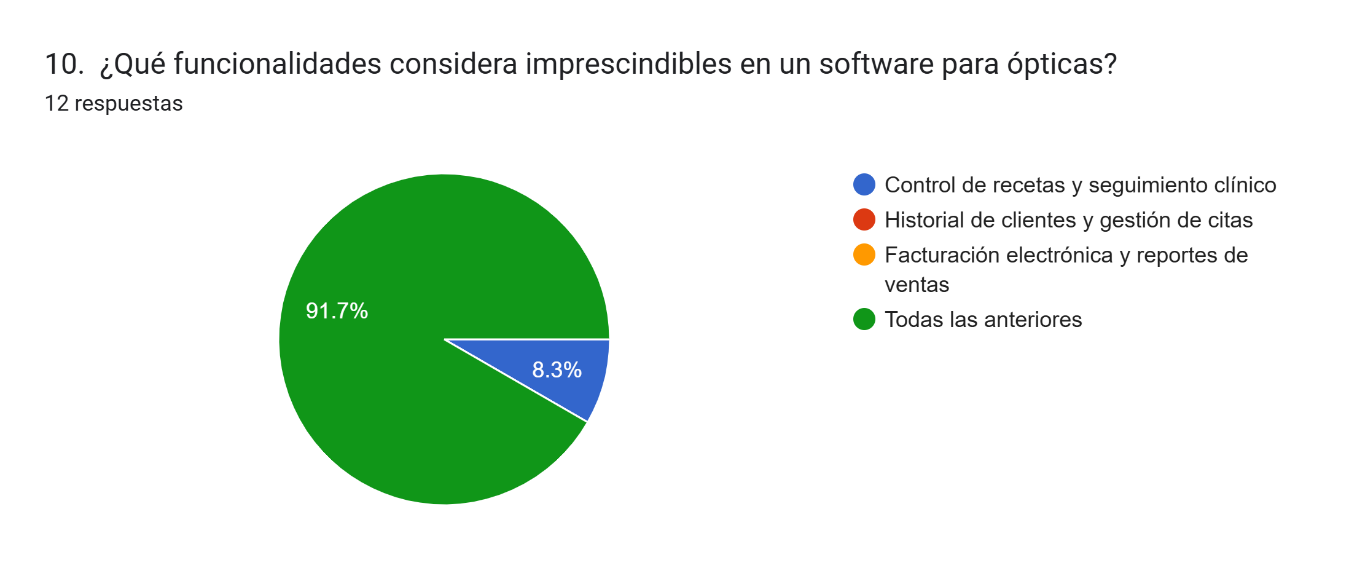 10. ¿Qué funcionalidades considera imprescindibles en un software para ópticas?
12 respuestas
Control de recetas y seguimiento clínico
Historial de clientes y gestión de citas
Facturación electrónica y reportes de
ventas
Todas las anteriores
91.7%
8.3%